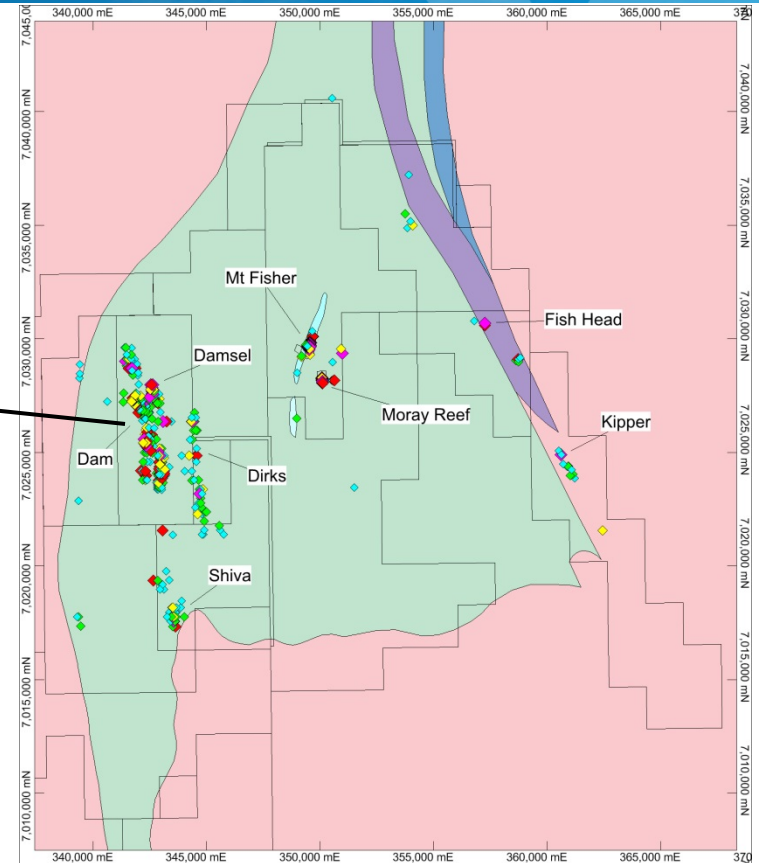 340,000 mE 345,000 mE 350,000 mE 355,000 mE 360,000 mE 365,000 mE 370
7,045,00
7,040,000 mN
7,035,000 mN
7,030,000 mN
7,025,000 mN
7,020,000 mN
7,015,000 mN
7,010,000 mN
Mt Fisher
Fish Head
Damsel
Moray Reef
Kipper
Dam
Dirks
Shiva
7,040,000 mN
7,035,000 mN
7,030,000 mN
7,025,000 mN
7,020,000 mN
7,015,000 mN
7,010,000 mN
340,000 mE 345,000 mE 350,000 mE 355,000 mE 360,000 mE 365,000 mE 370